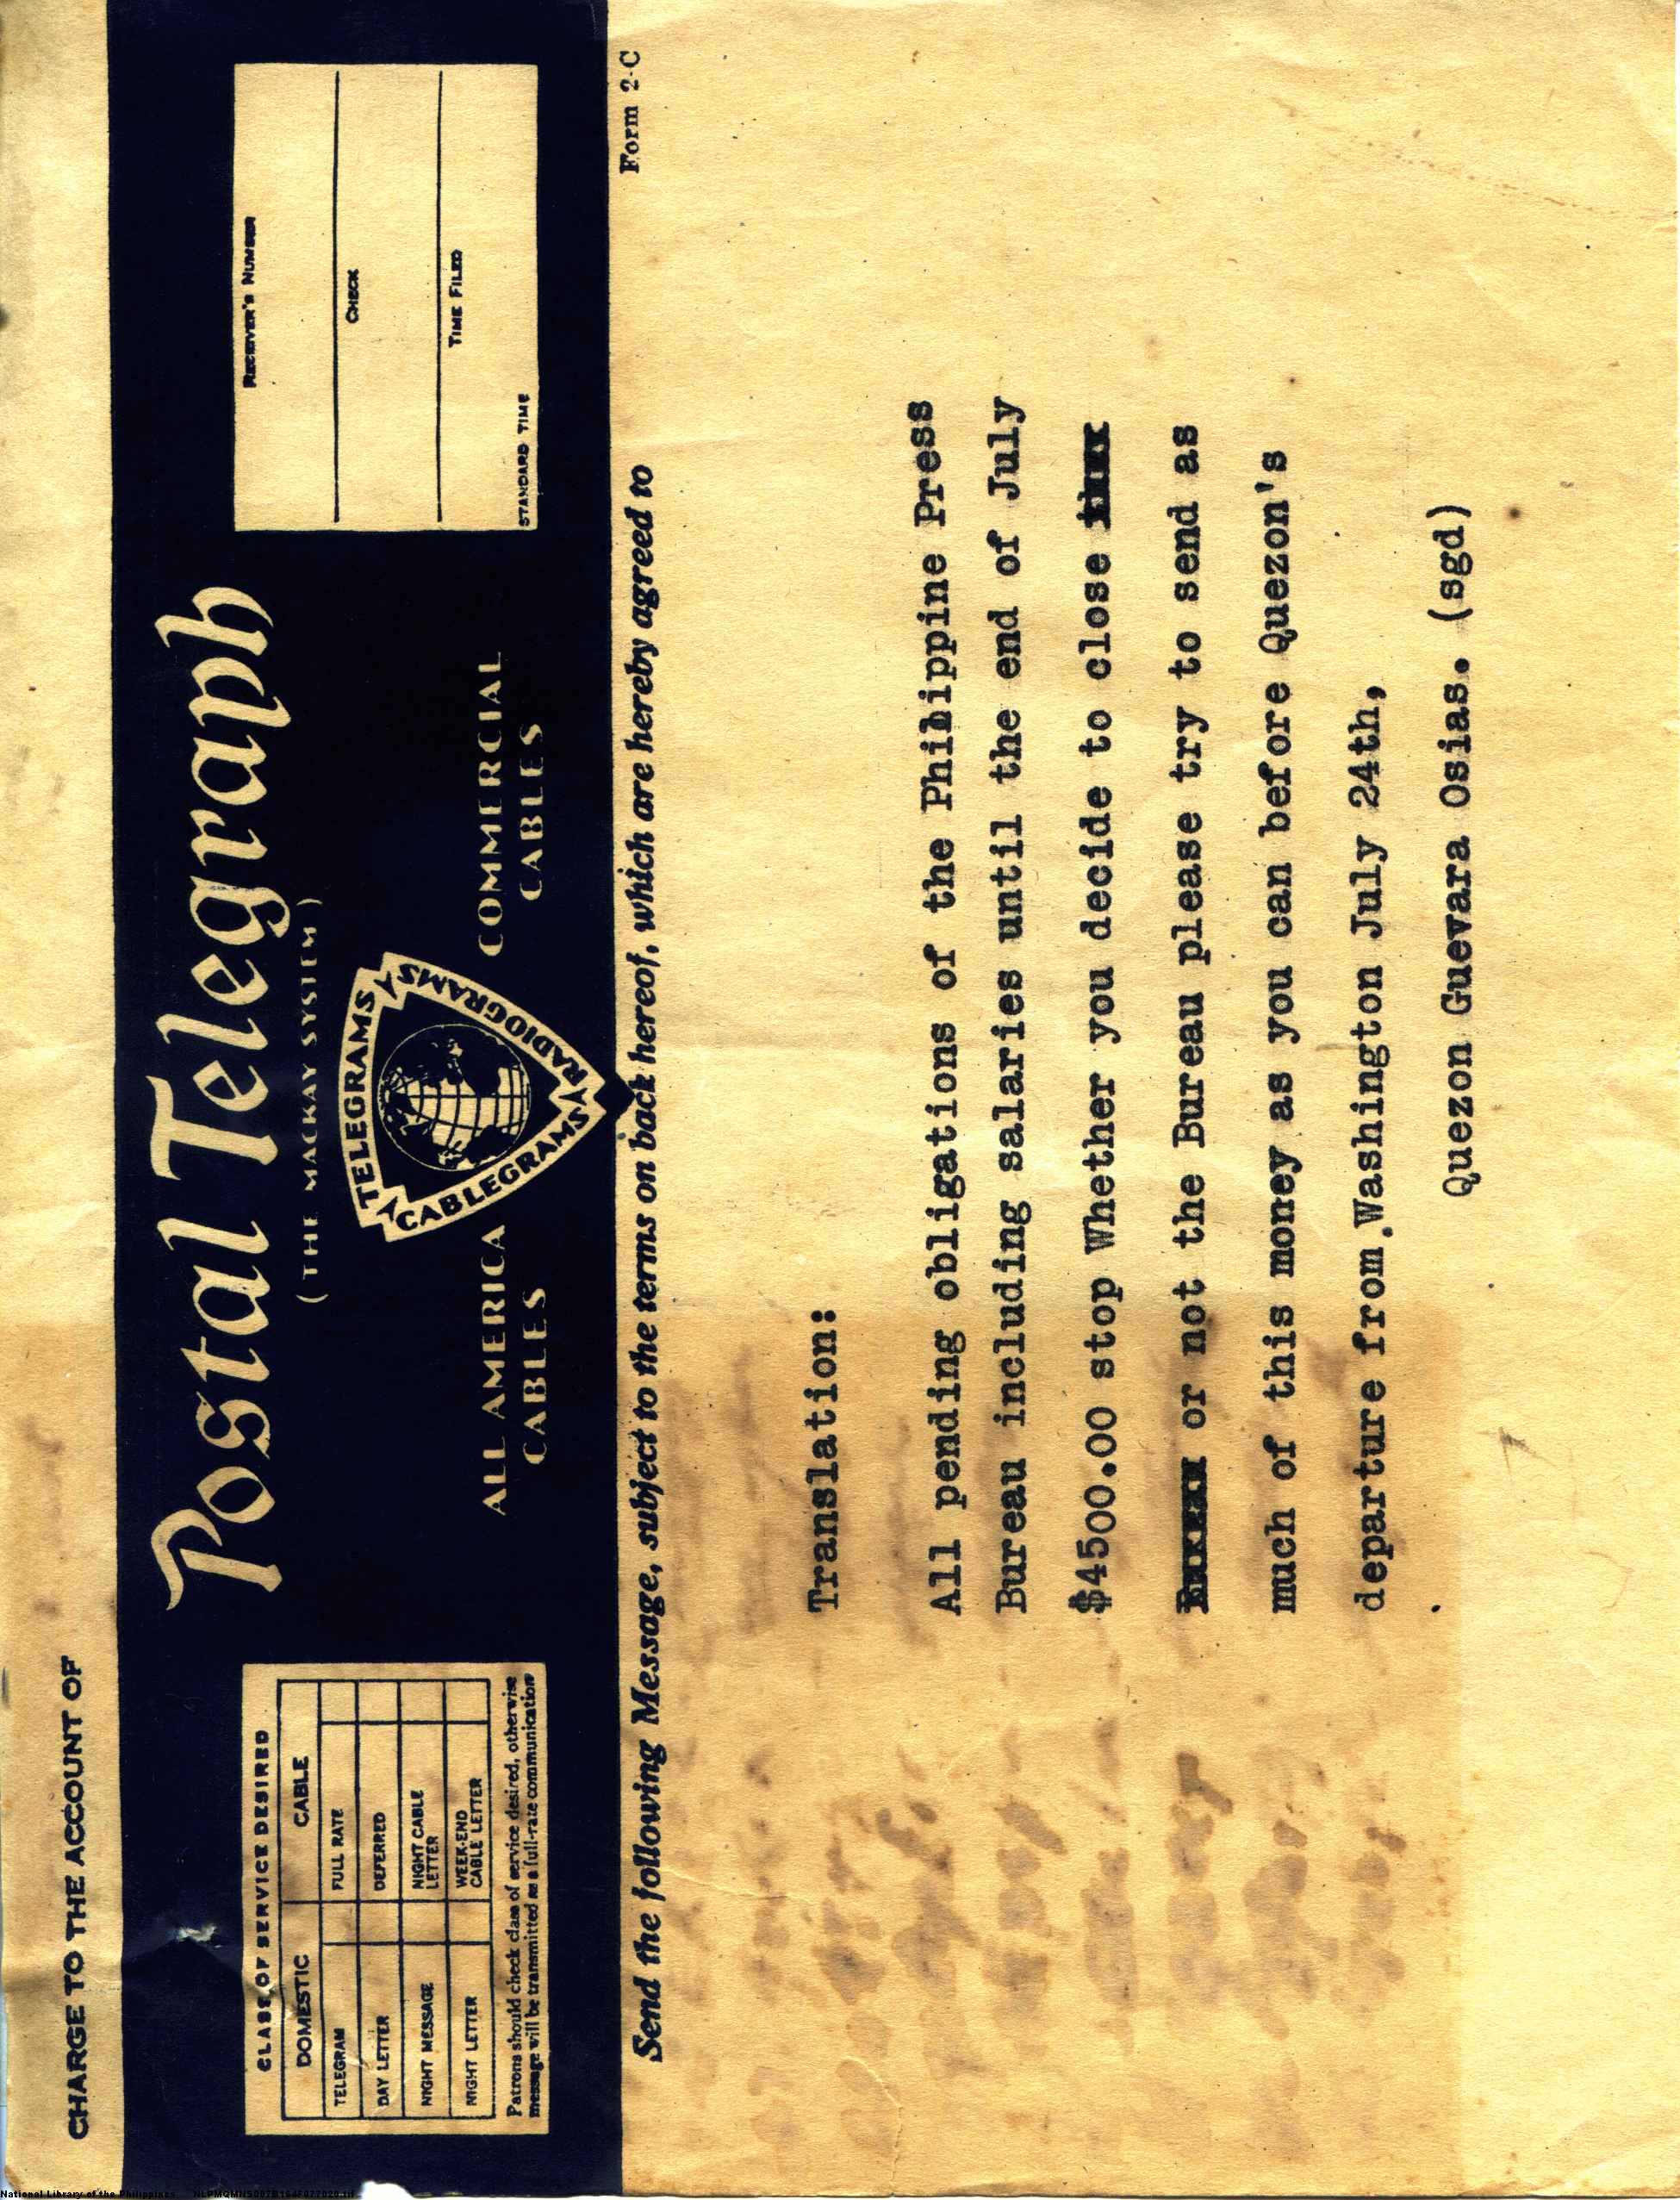 CHARGE TO THE ACCOUNT OF
CLASS OF SERVICE DESIRED
DOMESTIC CABLE
TELEGRAM FULL RATE
DAY LETTER DEFERRED
NIGHT MESSAGE NIGHT CABLE LETTER
NIGHT LETTER WEEK-END CABLE LETTER
Patrons should check class of service desired, otherwise
message will be transmitted as a full-rate communication
Postal Telegraph
(THE MACKAY SYSTEM)
ALL AMERICA
CABLES
TELEGRAMS
CABLEGRAMS
RADIOGRAMS
COMMERCIAL
CABLES
RECEIVER'S NUMBER
CHECK
TIME FILED
STANDARD TIME
Send the following Message, subject to the terms on back hereof, which are hereby agreed to
Form 2-C
Translation:
All pending obligations of the Philippine Press
Bureau including salaries until the end of July
$4500.00 stop Whether you decide to close
or not the Bureau please try to send as
much of this money as you can before Quezon's
departure from Washington July 24th,
Quezon Guevara Osias. (sgd)
National Library of the Philippines